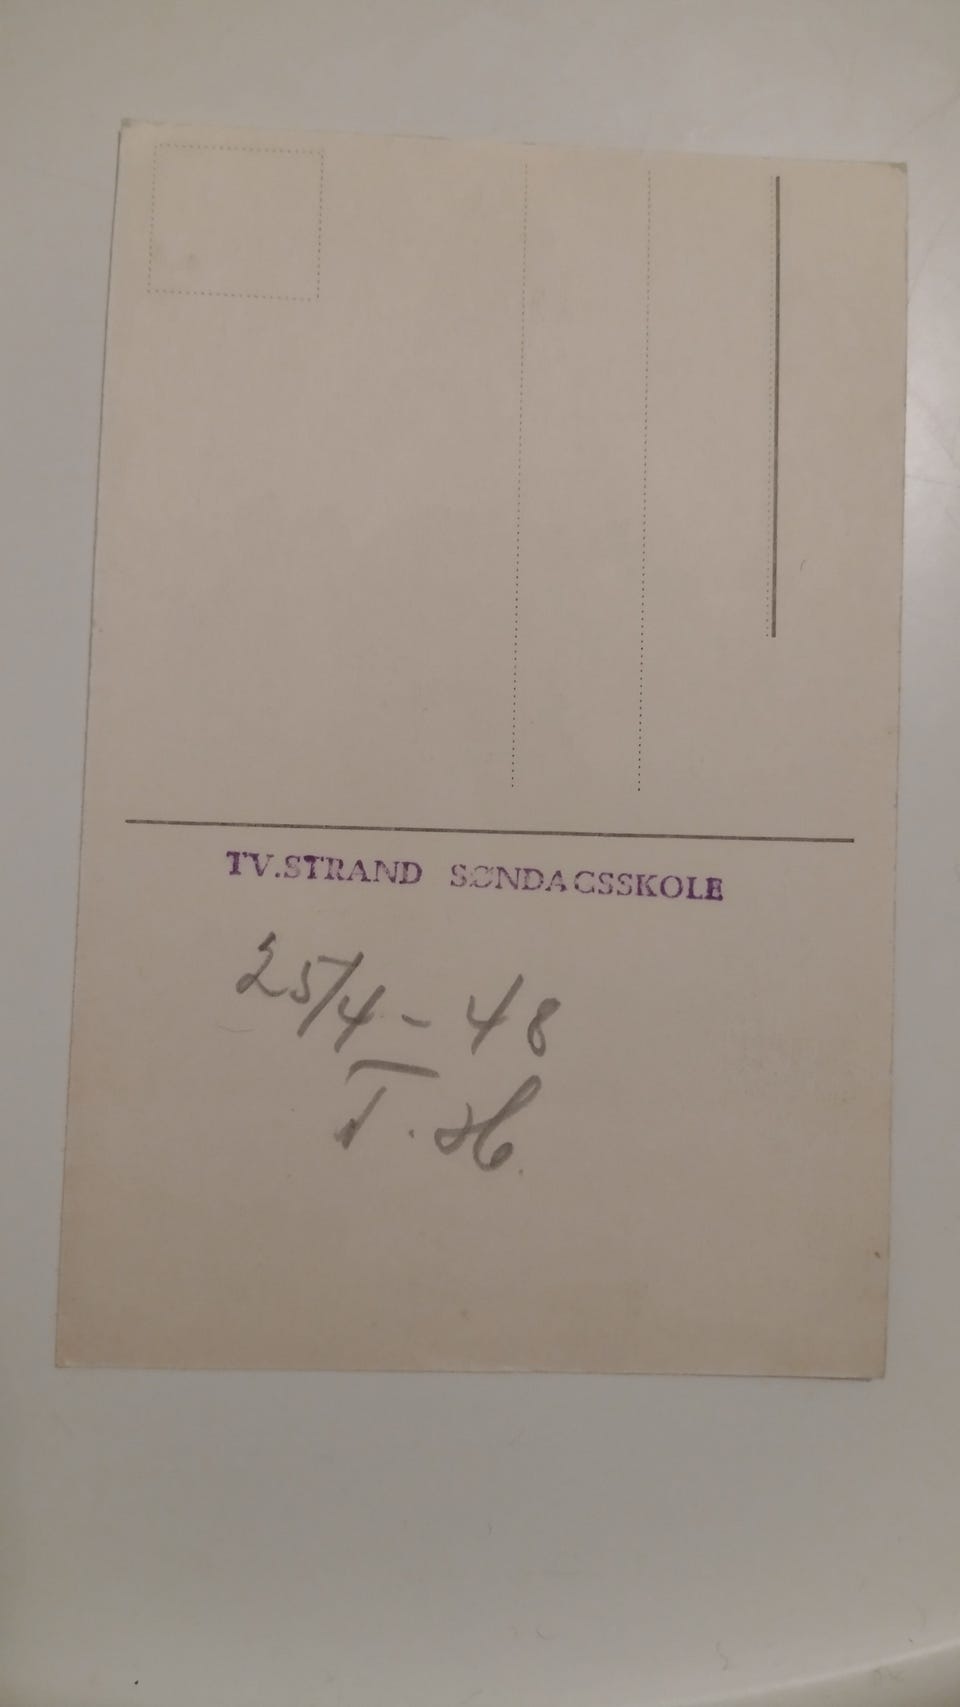 TV.STRAND SØNDAGSSKOLE
25/4 - 48
T. H.